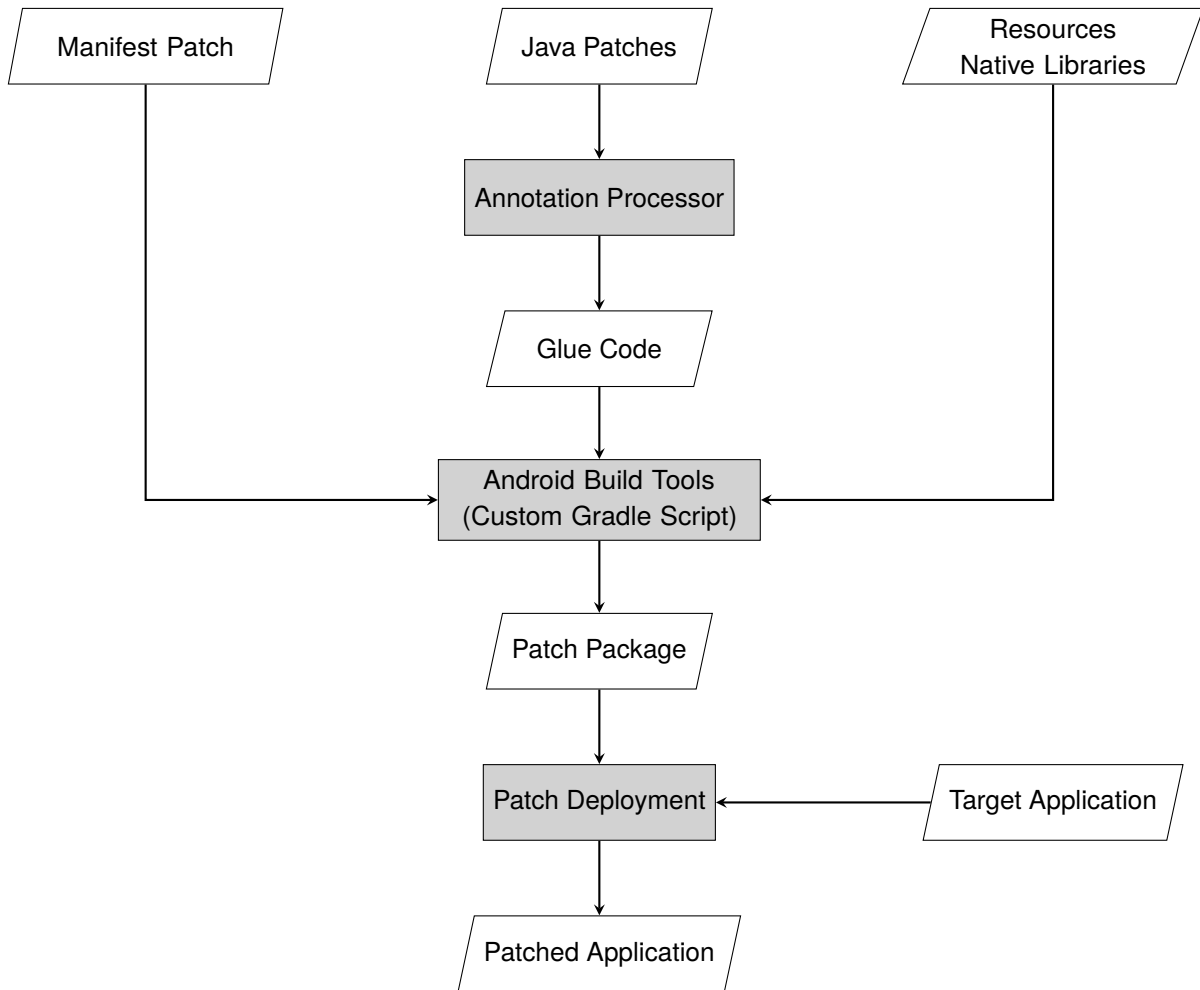 Manifest Patch
Java Patches
Resources
Native Libraries
Annotation Processor
Glue Code
Android Build Tools
(Custom Gradle Script)
Patch Package
Patch Deployment
Target Application
Patched Application